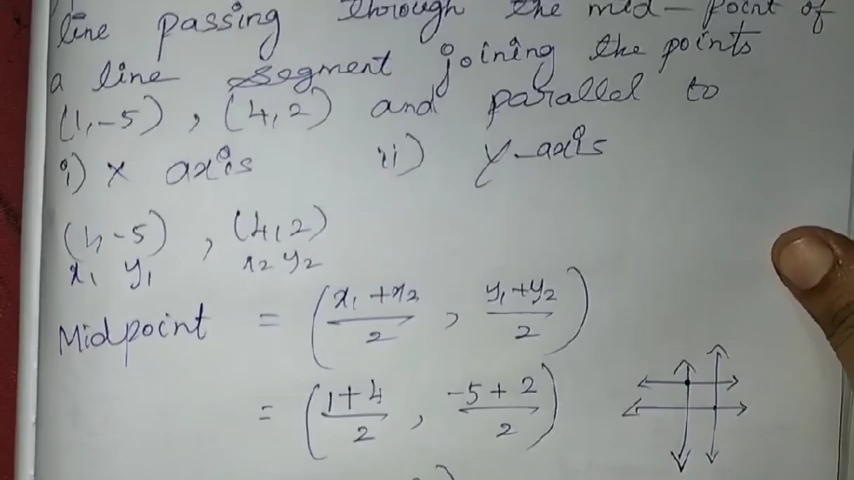 line passing through the mid-point of
a line segment joining the points
(1,-5), (4,2) and parallel to
i) x axis ii) y-axis
(1,-5), (4,2)
x₁ y₁ x₂ y₂
Midpoint = (x₁+x₂/2, y₁+y₂/2)
= (1+4/2, -5+2/2)